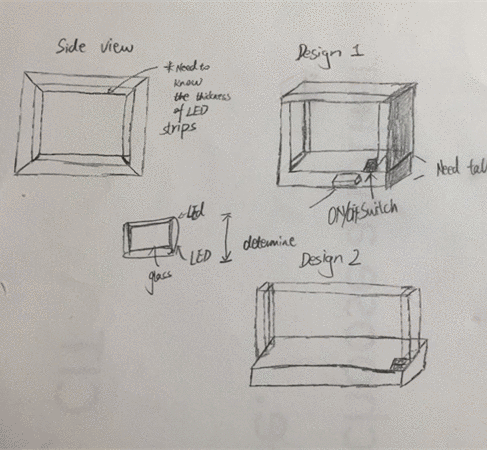 Side view
*Need to
know
the thickness
of LED
strips
Design 1
Need tal
ON/Off Switch
LED
LED
glass
determine
Design 2